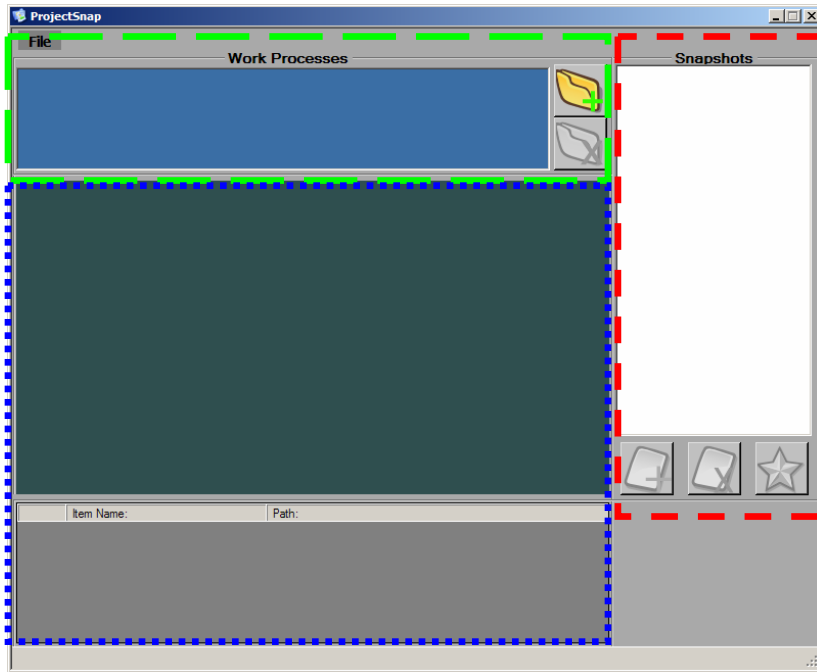 ProjectSnap
File
Work Processes
Snapshots
Item Name:
Path: